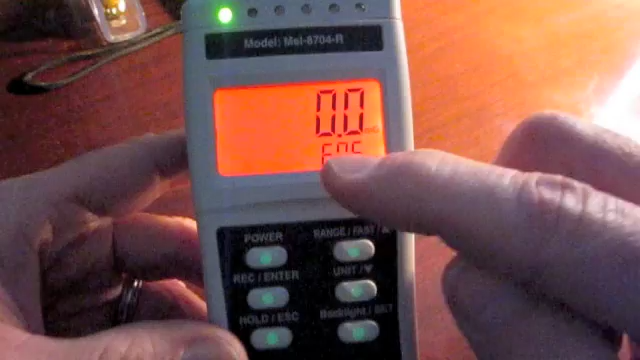 Model: Mel-8704-R
0.0
POWER
RANGE / FAST / ▲
REC / ENTER
UNIT / ▼
HOLD / ESC
Backlight / SET